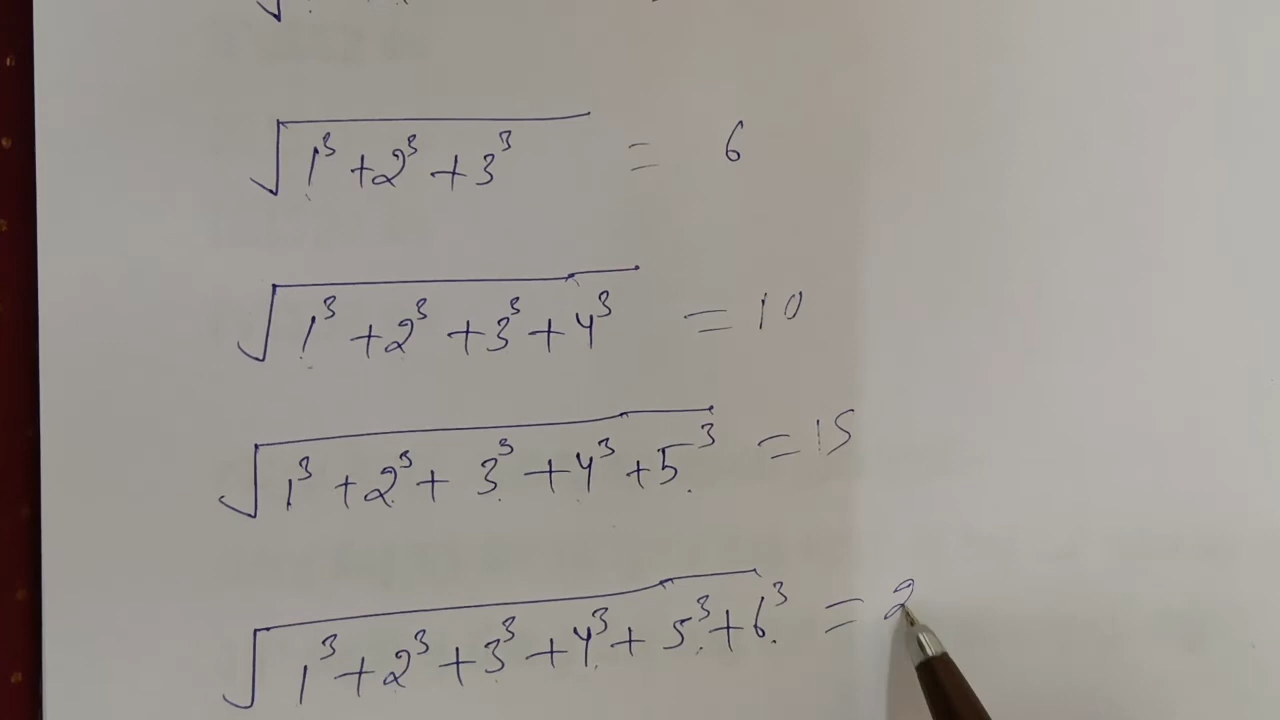 √1³ + 2³ + 3³ = 6
√1³ + 2³ + 3³ + 4³ = 10
√1³ + 2³ + 3³ + 4³ + 5³ = 15
√1³ + 2³ + 3³ + 4³ + 5³ + 6³ = 2